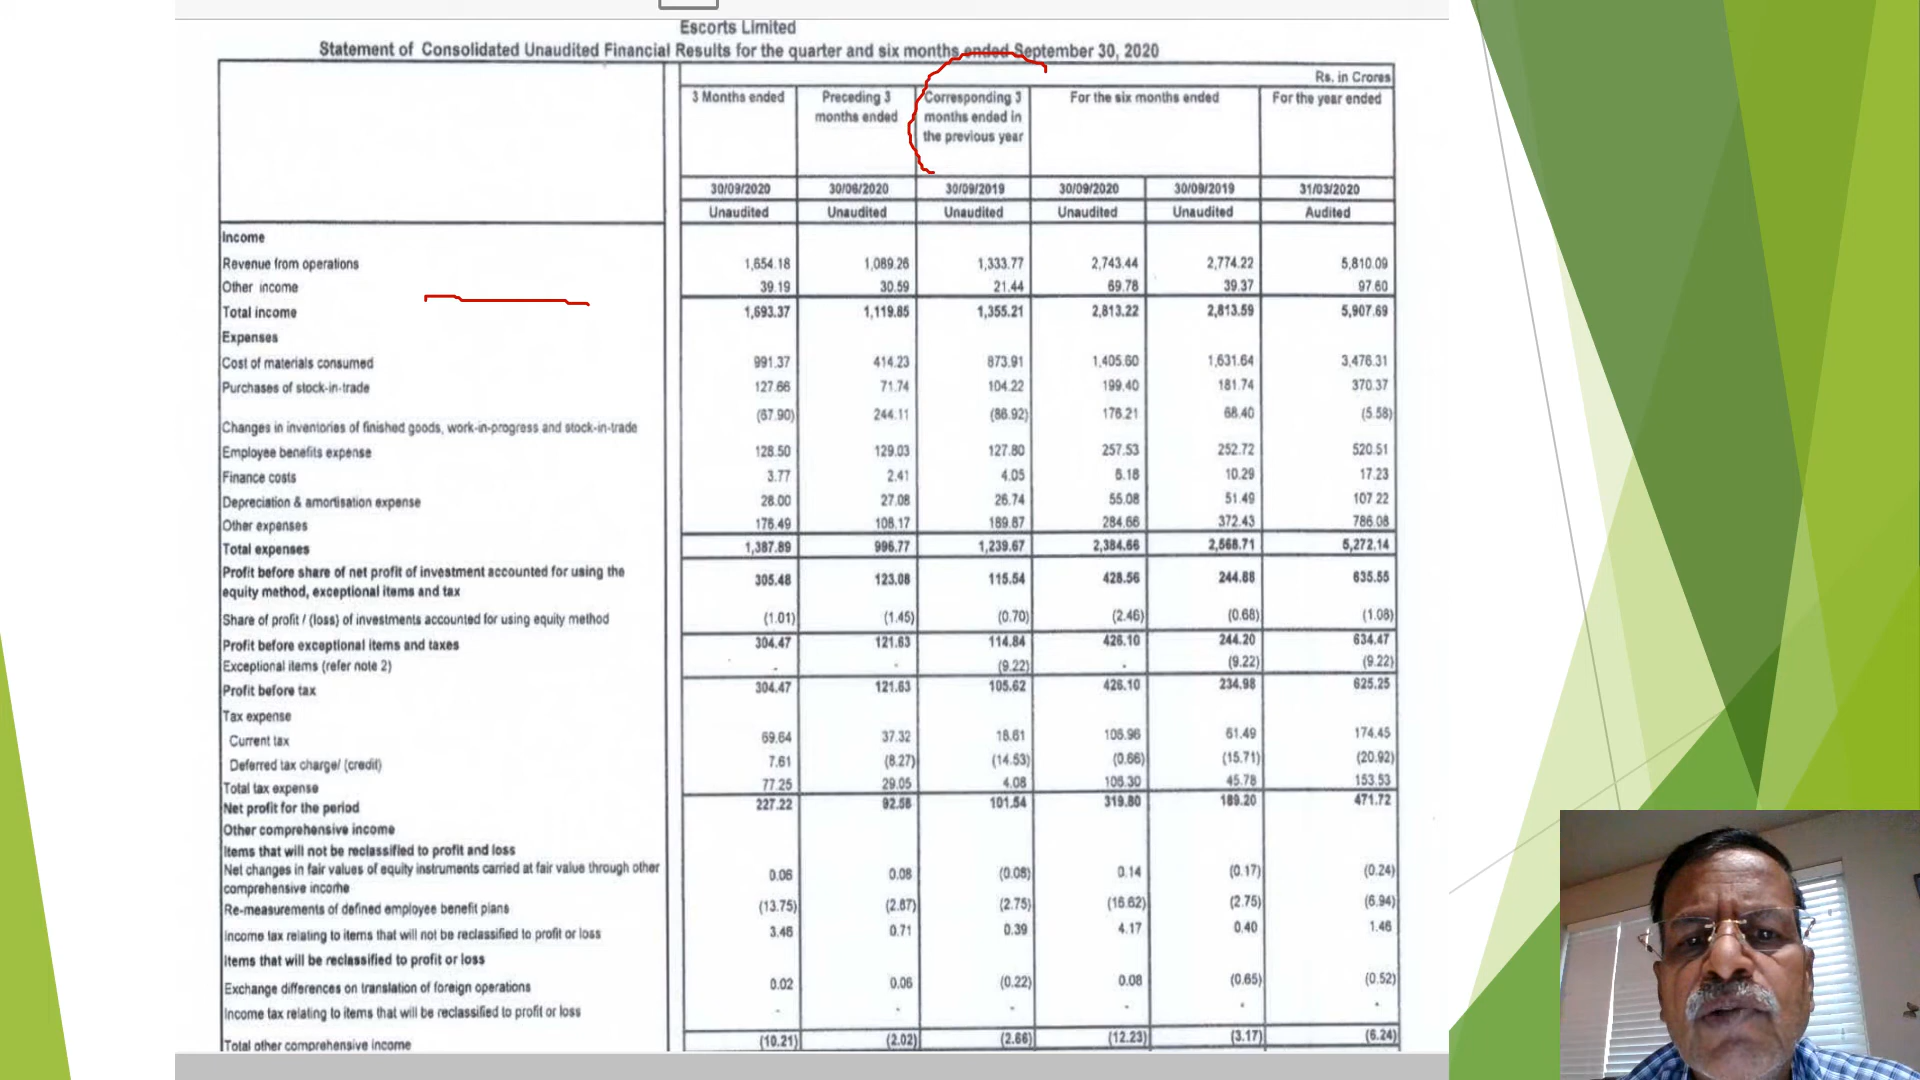 Escorts Limited
Statement of Consolidated Unaudited Financial Results for the quarter and six months ended September 30, 2020
Rs. in Crores
3 Months ended Preceding 3 months ended Corresponding 3 months ended in the previous year For the six months ended For the year ended
30/09/2020 30/06/2020 30/09/2019 30/09/2020 30/09/2019 31/03/2020
Unaudited Unaudited Unaudited Unaudited Unaudited Audited
Income
Revenue from operations 1,654.18 1,089.26 1,333.77 2,743.44 2,774.22 5,810.09
Other income 39.19 30.59 21.44 69.78 39.37 97.60
Total income 1,693.37 1,119.85 1,355.21 2,813.22 2,813.59 5,907.69
Expenses
Cost of materials consumed 991.37 414.23 873.91 1,405.60 1,631.64 3,476.31
Purchases of stock-in-trade 127.66 71.74 104.22 199.40 181.74 370.37
Changes in inventories of finished goods, work-in-progress and stock-in-trade (67.90) 244.11 (86.92) 176.21 68.40 (5.58)
Employee benefits expense 128.50 129.03 127.80 257.53 252.72 520.51
Finance costs 3.77 2.41 4.05 6.18 10.29 17.23
Depreciation & amortisation expense 28.00 27.08 26.74 55.08 51.49 107.22
Other expenses 176.49 108.17 189.87 284.66 372.43 786.08
Total expenses 1,387.89 996.77 1,239.67 2,384.66 2,568.71 5,272.14
Profit before share of net profit of investment accounted for using the
equity method, exceptional items and tax 305.48 123.08 115.54 428.56 244.88 635.55
Share of profit / (loss) of investments accounted for using equity method (1.01) (1.45) (0.70) (2.46) (0.68) (1.08)
Profit before exceptional items and taxes 304.47 121.63 114.84 426.10 244.20 634.47
Exceptional items (refer note 2) - - (9.22) - (9.22) (9.22)
Profit before tax 304.47 121.63 105.62 426.10 234.98 625.25
Tax expense
Current tax 69.64 37.32 18.61 106.96 61.49 174.45
Deferred tax charge/ (credit) 7.61 (8.27) (14.53) (0.66) (15.71) (20.92)
Total tax expense 77.25 29.05 4.08 106.30 45.78 153.53
Net profit for the period 227.22 92.58 101.54 319.80 189.20 471.72
Other comprehensive income
Items that will not be reclassified to profit and loss
Net changes in fair values of equity instruments carried at fair value through other
comprehensive income 0.06 0.08 (0.08) 0.14 (0.17) (0.24)
Re-measurements of defined employee benefit plans (13.75) (2.87) (2.75) (16.62) (2.75) (6.94)
Income tax relating to items that will not be reclassified to profit or loss 3.46 0.71 0.39 4.17 0.40 1.46
Items that will be reclassified to profit or loss
Exchange differences on translation of foreign operations 0.02 0.06 (0.22) 0.08 (0.65) (0.52)
Income tax relating to items that will be reclassified to profit or loss - - - - - -
Total other comprehensive income (10.21) (2.02) (2.66) (12.23) (3.17) (6.24)